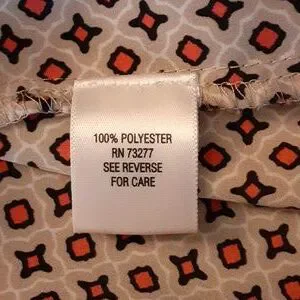 100% POLYESTER
RN 73277
SEE REVERSE
FOR CARE